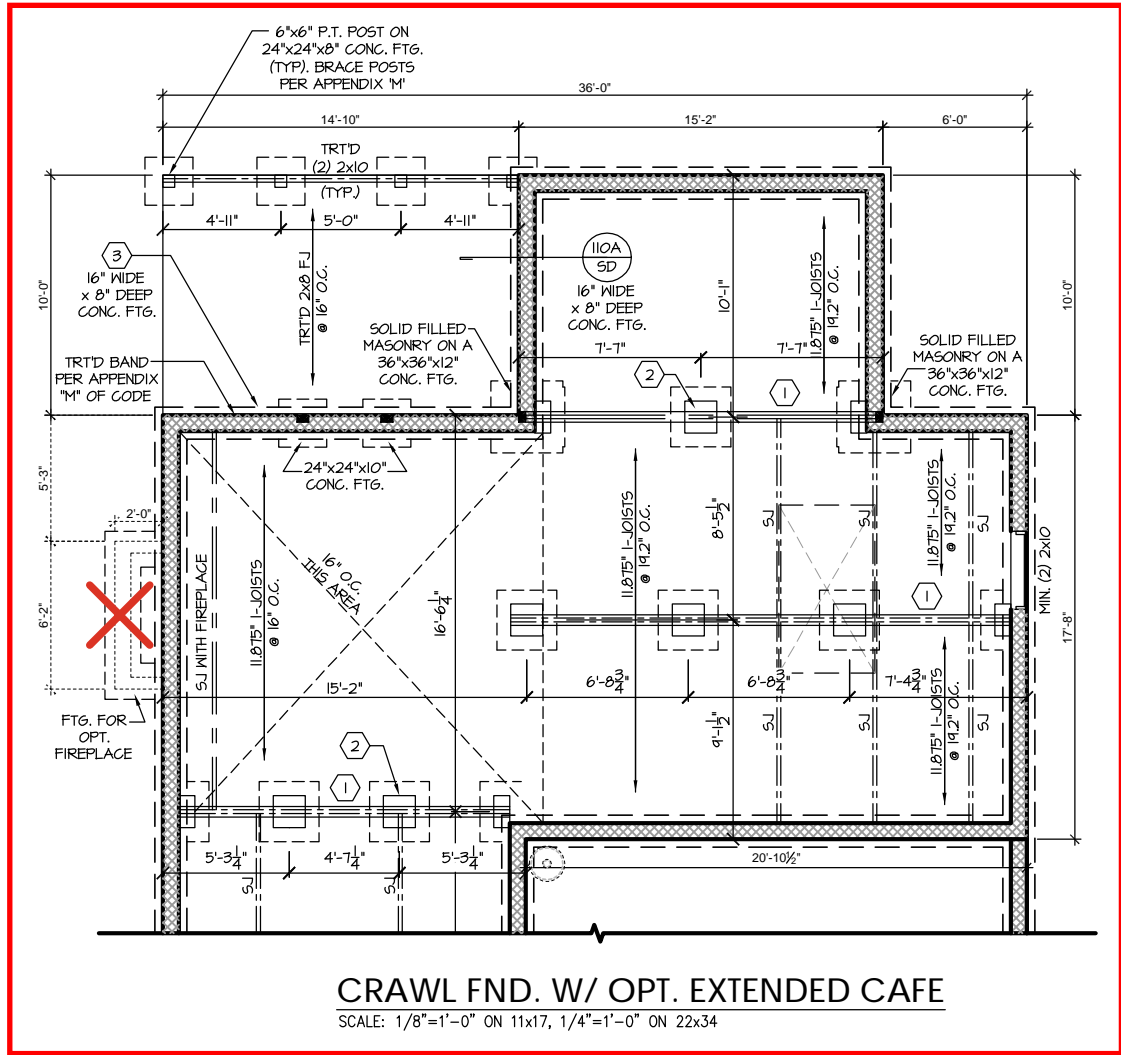 6"x6" P.T. POST ON
24"x24"x8" CONC. FTG.
(TYP). BRACE POSTS
PER APPENDIX 'M'
36'-0"
14'-10"
15'-2"
6'-0"
TRT'D
(2) 2x10
(TYP.)
4'-11"
5'-0"
4'-11"
3
16" WIDE
x 8" DEEP
CONC. FTG.
10'-0"
TRT'D 2x8 FJ
@ 16" O.C.
110A
SD
16" WIDE
x 8" DEEP
CONC. FTG.
10'-1"
11.875" I-JOISTS
@ 19.2" O.C.
10'-0"
SOLID FILLED
MASONRY ON A
36"x36"x12"
CONC. FTG.
7'-7"
7'-7"
SOLID FILLED
MASONRY ON A
36"x36"x12"
CONC. FTG.
TRT'D BAND
PER APPENDIX
"M" OF CODE
2
1
24"x24"x10"
CONC. FTG.
5'-3"
2'-0"
6'-2"
SJ WITH FIREPLACE
11.875" I-JOISTS
@ 16" O.C.
16" O.C.
THIS AREA
16'-6 1/4"
11.875" I-JOISTS
@ 19.2" O.C.
8'-5 1/2"
SJ
SJ
11.875" I-JOISTS
@ 19.2" O.C.
SJ
MIN. (2) 2x10
1
17'-8"
15'-2"
6'-8 3/4"
6'-8 3/4"
7'-4 3/4"
FTG. FOR
OPT.
FIREPLACE
2
1
9'-1 1/2"
SJ
SJ
11.875" I-JOISTS
@ 19.2" O.C.
SJ
5'-3 1/4"
4'-7 1/4"
5'-3 1/4"
20'-10 1/2"
SJ
SJ
CRAWL FND. W/ OPT. EXTENDED CAFE
SCALE: 1/8"=1'-0" ON 11x17, 1/4"=1'-0" ON 22x34